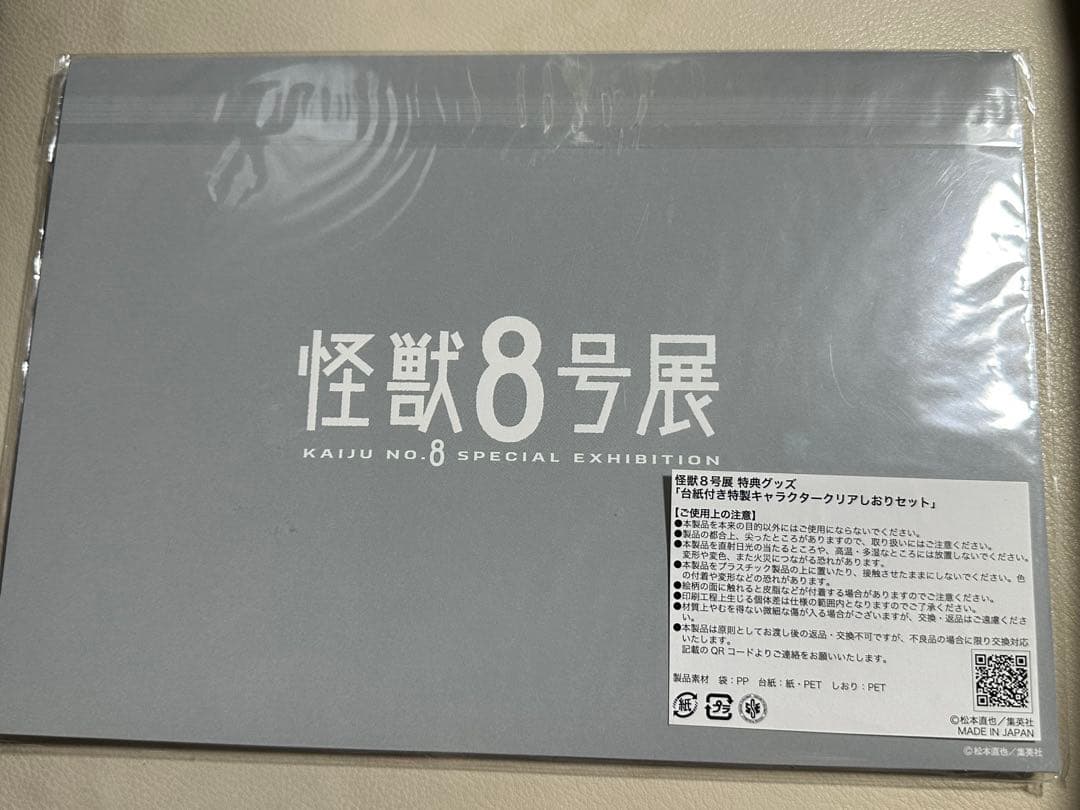 怪獣8号展
KAIJU NO.8 SPECIAL EXHIBITION
怪獣8号展 特典グッズ
「台紙付き特製キャラクタークリアしおりセット」
【ご使用上の注意】
●本製品を本来の目的以外にはご使用にならないでください。
●製品の都合上、尖ったところがありますので、取り扱いにはご注意ください。
●本製品を直射日光の当たるところや、高温・多湿なところには放置しないでください。
変形や変色、また火災につながる恐れがあります。
●本製品をプラスチック製品の上に置いたり、接触させたままにしないでください。色
の付着や変形などの恐れがあります。
●絵柄の面に触れると皮脂などが付着する場合がありますのでご注意ください。
●印刷工程上生じる個体差は仕様の範囲内となりますのでご了承ください。
●材質上やむを得ない微細な傷が入る場合がございますが、交換・返品はご遠慮くださ
い。
●本製品は原則としてお渡し後の返品・交換不可ですが、不良品の場合に限り交換対応
いたします。
記載のQRコードよりご連絡をお願いいたします。
製品素材 袋：PP 台紙：紙・PET しおり：PET
紙 プラ
©松本直也／集英社
MADE IN JAPAN
©松本直也／集英社